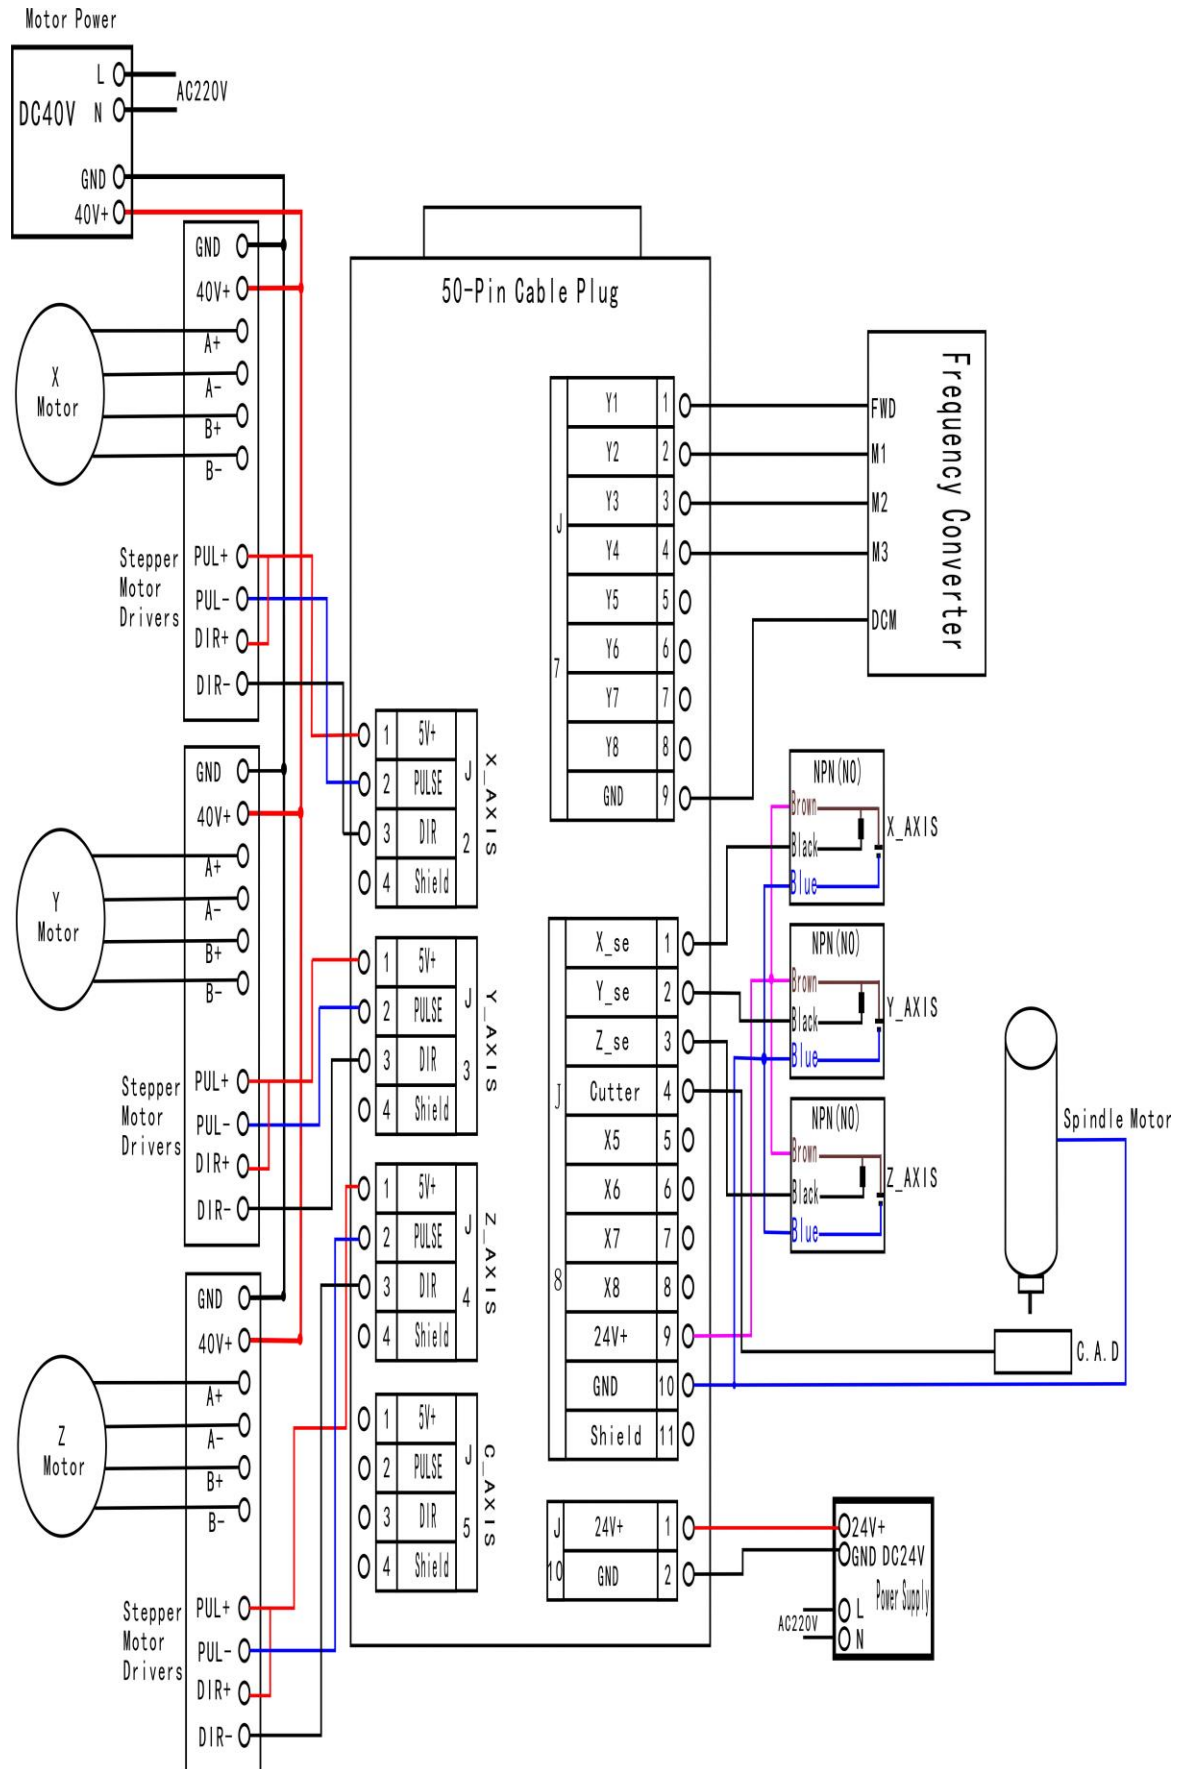 Motor Power
L
AC220V
DC40V
N
GND
40V+
GND
40V+
A+
A-
B+
B-
X
Motor
Stepper
Motor
Drivers
PUL+
PUL-
DIR+
DIR-
GND
40V+
A+
A-
B+
B-
Y
Motor
Stepper
Motor
Drivers
PUL+
PUL-
DIR+
DIR-
GND
40V+
A+
A-
B+
B-
Z
Motor
Stepper
Motor
Drivers
PUL+
PUL-
DIR+
DIR-
50-Pin Cable Plug
1 5V+
2 PULSE
3 DIR
4 Shield
J
2
X_AXIS
1 5V+
2 PULSE
3 DIR
4 Shield
J
3
Y_AXIS
1 5V+
2 PULSE
3 DIR
4 Shield
J
4
Z_AXIS
1 5V+
2 PULSE
3 DIR
4 Shield
J
5
C_AXIS
J
7
Y1 1
Y2 2
Y3 3
Y4 4
Y5 5
Y6 6
Y7 7
Y8 8
GND 9
J
8
X_se 1
Y_se 2
Z_se 3
Cutter 4
X5 5
X6 6
X7 7
X8 8
24V+ 9
GND 10
Shield 11
J
10
24V+ 1
GND 2
FWD
M1
M2
M3
DCM
Frequency Converter
NPN(NO)
Brown
Black
Blue
X_AXIS
NPN(NO)
Brown
Black
Blue
Y_AXIS
NPN(NO)
Brown
Black
Blue
Z_AXIS
Spindle Motor
C.A.D
24V+
GND DC24V
Power Supply
AC220V
L
N